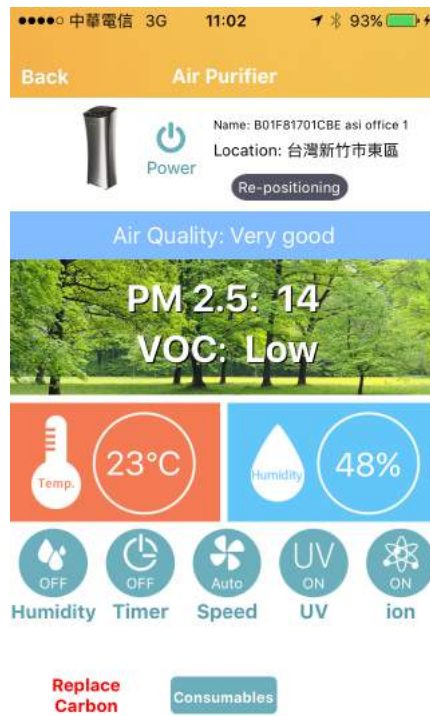 中華電信 3G 11:02 93%
Back Air Purifier
Name: B01F81701CBE asi office 1
Power
Location: 台灣新竹市東區
Re-positioning
Air Quality: Very good
PM 2.5: 14
VOC: Low
Temp. 23°C Humidity 48%
OFF OFF Auto UV ON ON
Humidity Timer Speed UV ion
Replace
Carbon
Consumables